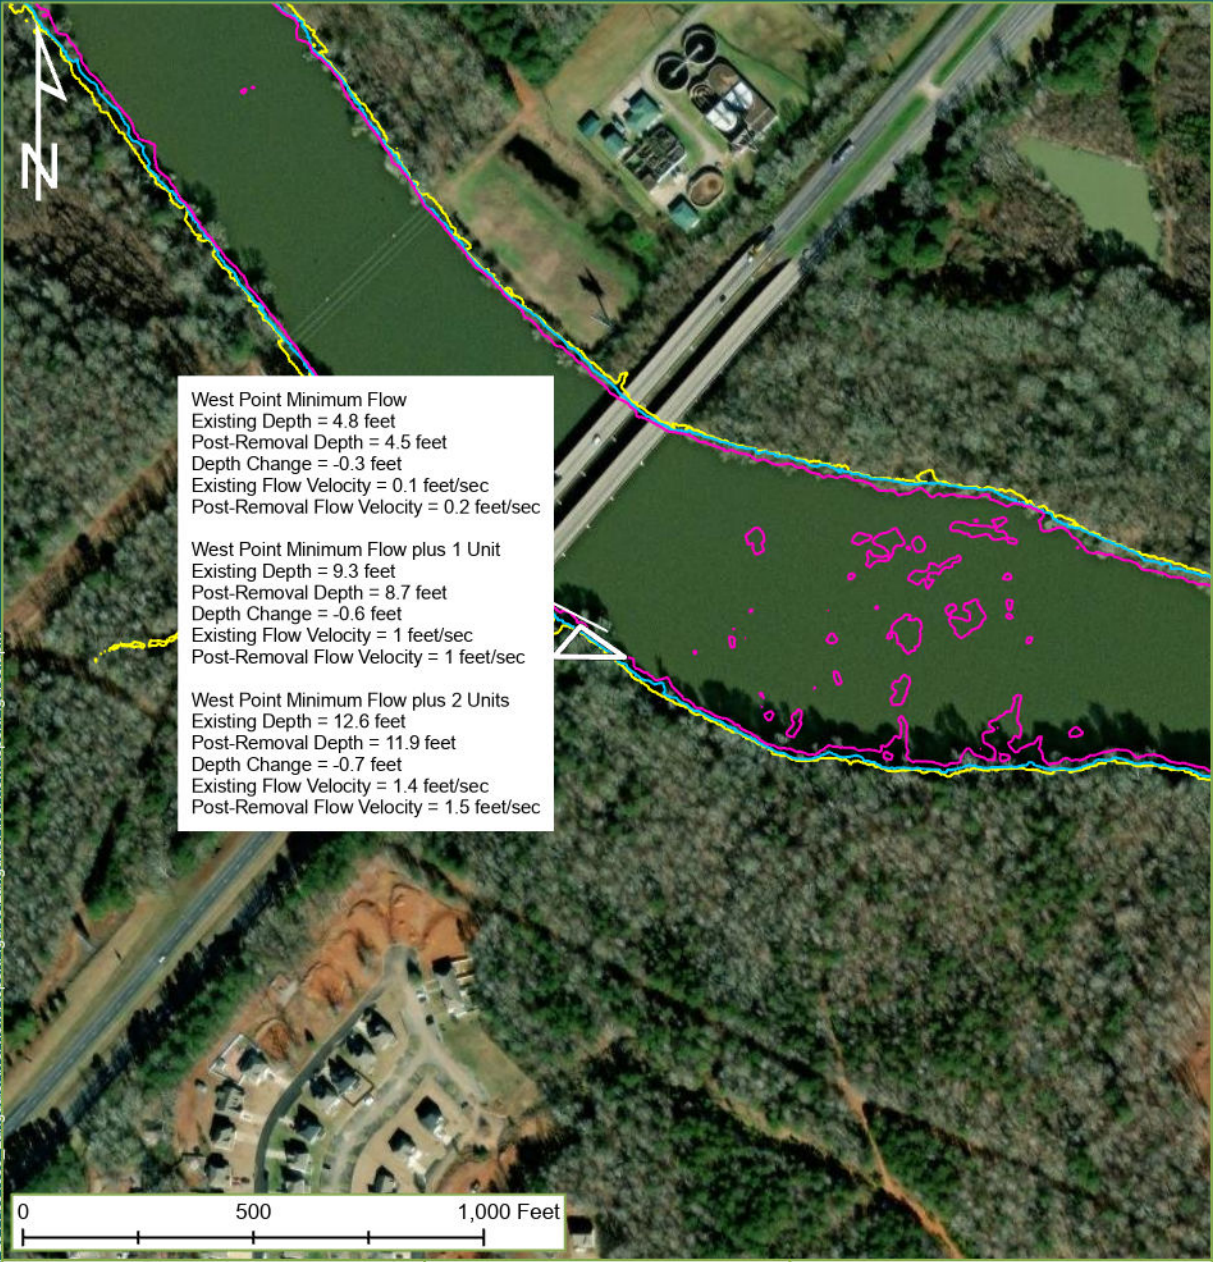 N
West Point Minimum Flow
Existing Depth = 4.8 feet
Post-Removal Depth = 4.5 feet
Depth Change = -0.3 feet
Existing Flow Velocity = 0.1 feet/sec
Post-Removal Flow Velocity = 0.2 feet/sec
West Point Minimum Flow plus 1 Unit
Existing Depth = 9.3 feet
Post-Removal Depth = 8.7 feet
Depth Change = -0.6 feet
Existing Flow Velocity = 1 feet/sec
Post-Removal Flow Velocity = 1 feet/sec
West Point Minimum Flow plus 2 Units
Existing Depth = 12.6 feet
Post-Removal Depth = 11.9 feet
Depth Change = -0.7 feet
Existing Flow Velocity = 1.4 feet/sec
Post-Removal Flow Velocity = 1.5 feet/sec
0 500 1,000 Feet